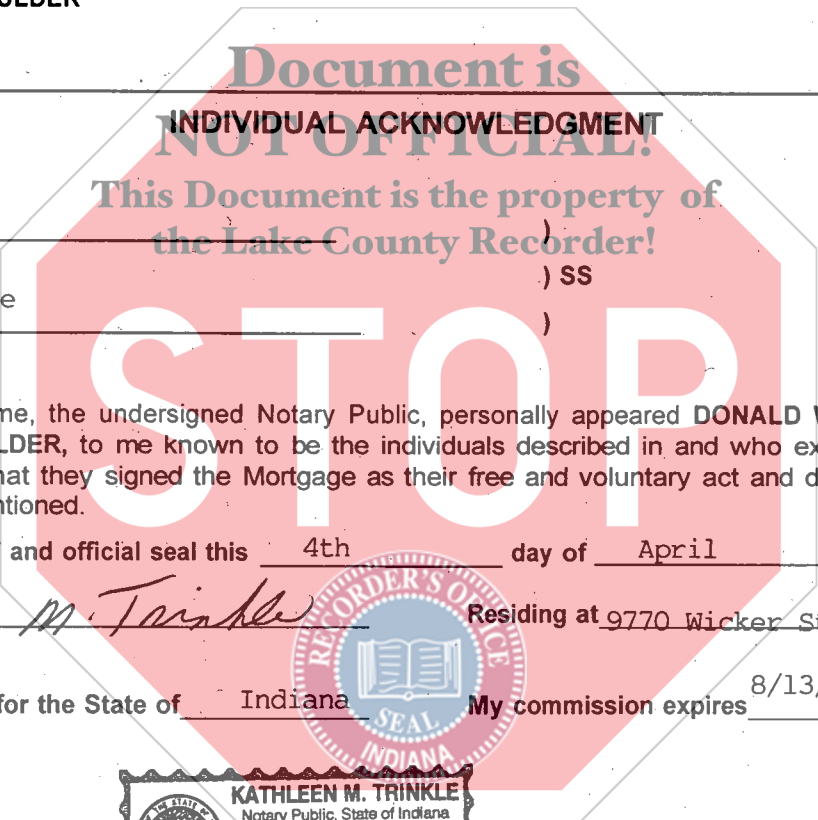 Document is
INDIVIDUAL ACKNOWLEDGMENT
NOT OFFICIAL!
This Document is the property of
the Lake County Recorder!
)
) SS
e
)
STOP
me, the undersigned Notary Public, personally appeared DONALD
LDER, to me known to be the individuals described in and who ex
hat they signed the Mortgage as their free and voluntary act and d
ntioned.
and official seal this 4th day of April
M. Trinkle Residing at 9770 Wicker
for the State of Indiana My commission expires 8/13/
RECORDER'S OFFICE
SEAL
INDIANA
KATHLEEN M. TRINKLE
Notary Public, State of Indiana
THE STATE OF